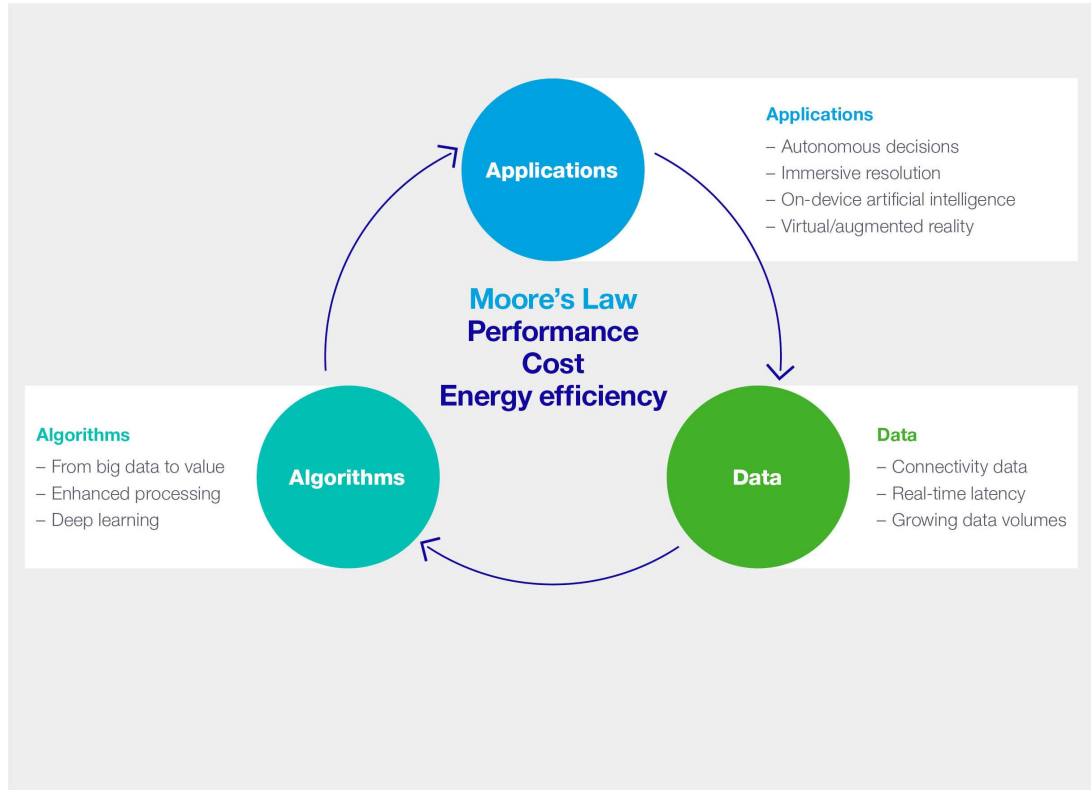 Applications
Applications
– Autonomous decisions
– Immersive resolution
– On-device artificial intelligence
– Virtual/augmented reality
Moore’s Law
Performance
Cost
Energy efficiency
Algorithms
– From big data to value
– Enhanced processing
– Deep learning
Algorithms
Data
Data
– Connectivity data
– Real-time latency
– Growing data volumes